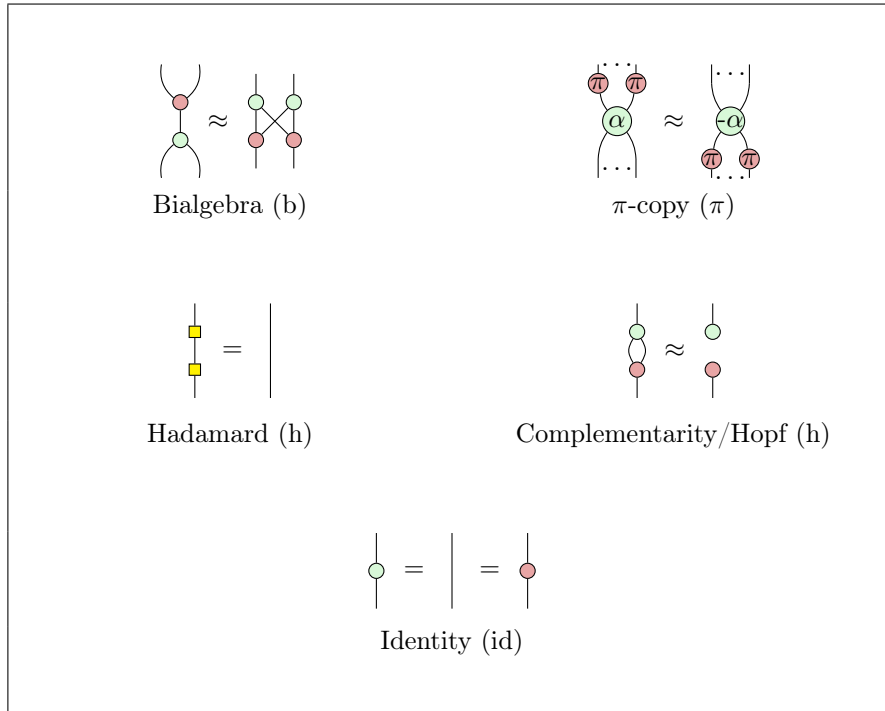 ... ...
π π
α ≈ -α
≈
π π
... ...
Bialgebra (b)
π-copy (π)
=
≈
Hadamard (h)
Complementarity/Hopf (h)
= =
Identity (id)